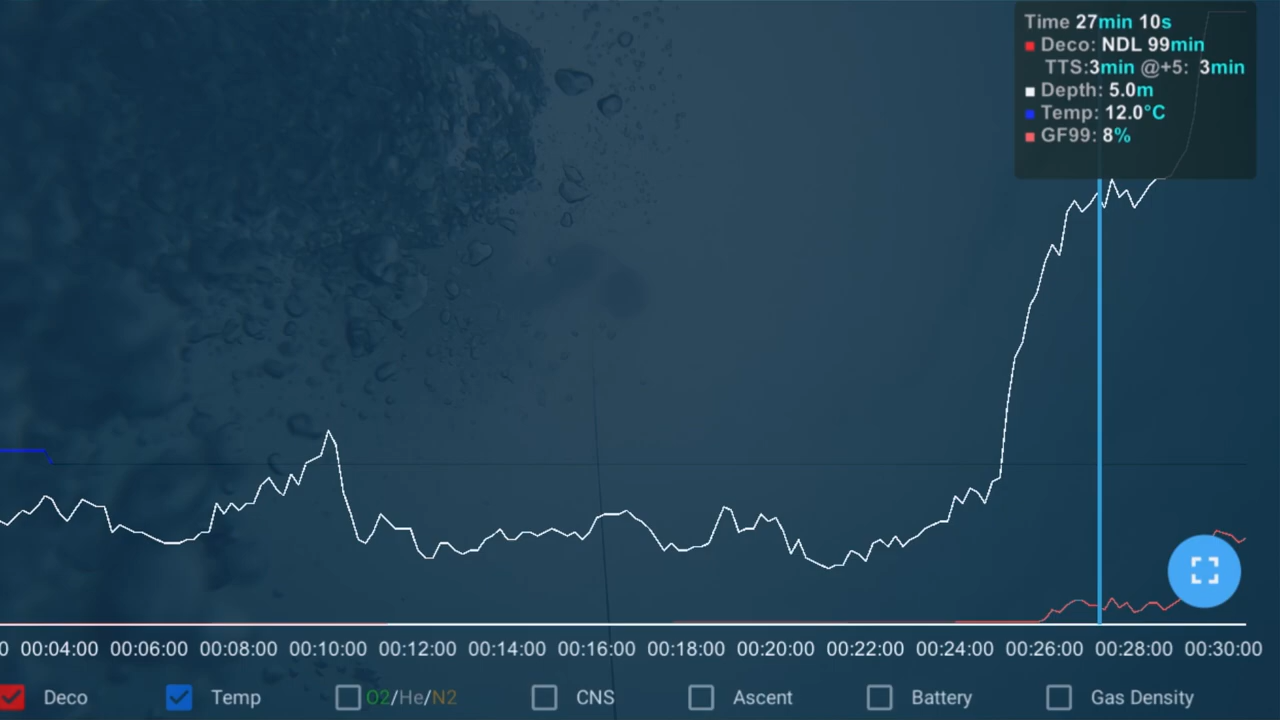 Time 27min 10s
Deco: NDL 99min
TTS:3min @+5: 3min
Depth: 5.0m
Temp: 12.0°C
GF99: 8%
0 00:04:00 00:06:00 00:08:00 00:10:00 00:12:00 00:14:00 00:16:00 00:18:00 00:20:00 00:22:00 00:24:00 00:26:00 00:28:00 00:30:00
Deco Temp O2/He/N2 CNS Ascent Battery Gas Density